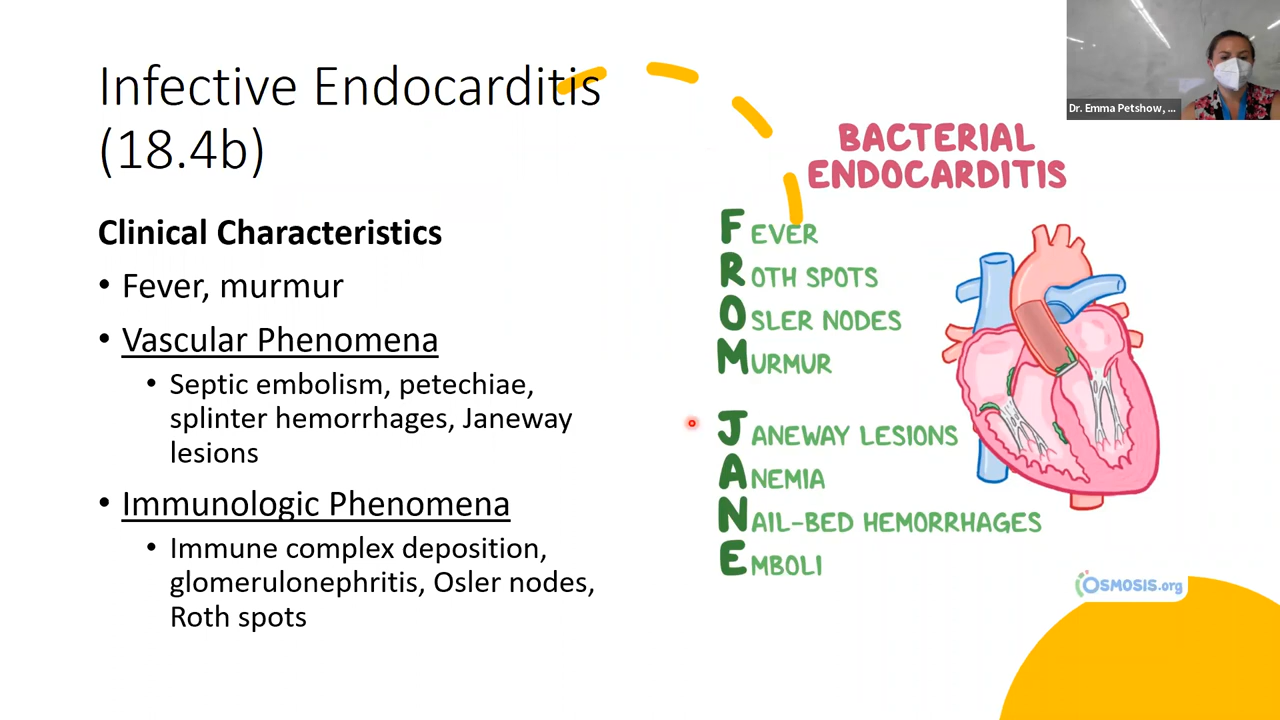 Infective Endocarditis
(18.4b)
Clinical Characteristics
• Fever, murmur
• Vascular Phenomena
• Septic embolism, petechiae,
splinter hemorrhages, Janeway
lesions
• Immunologic Phenomena
• Immune complex deposition,
glomerulonephritis, Osler nodes,
Roth spots
BACTERIAL
ENDOCARDITIS
FEVER
ROTH SPOTS
OSLER NODES
MURMUR
JANEWAY LESIONS
ANEMIA
NAIL-BED HEMORRHAGES
EMBOLI
OSMOSIS.org
Dr. Emma Petshow, ...